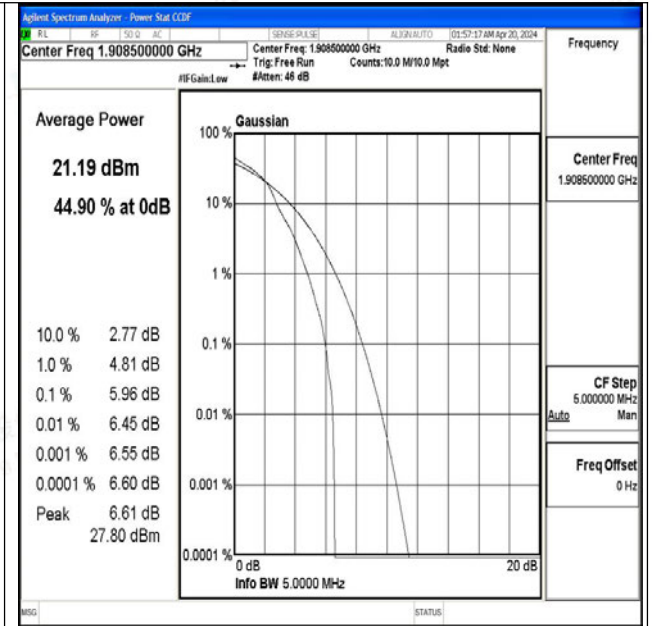 Agilent Spectrum Analyzer - Power Stat CCDF
RL RF 50 Ω AC SENSE:PULSE ALIGN AUTO 01:57:17 AM Apr 20, 2024
Center Freq 1.908500000 GHz
Center Freq: 1.908500000 GHz Radio Std: None
Trig: Free Run Counts:10.0 M/10.0 Mpt
#IFGain:Low #Atten: 46 dB
Frequency
Average Power
21.19 dBm
44.90 % at 0dB
10.0 % 2.77 dB
1.0 % 4.81 dB
0.1 % 5.96 dB
0.01 % 6.45 dB
0.001 % 6.55 dB
0.0001 % 6.60 dB
Peak 6.61 dB
27.80 dBm
Gaussian
100 %
10 %
1 %
0.1 %
0.01 %
0.001 %
0.0001 %
0 dB 20 dB
Info BW 5.0000 MHz
Center Freq
1.908500000 GHz
CF Step
5.000000 MHz
Auto Man
Freq Offset
0 Hz
MSG STATUS